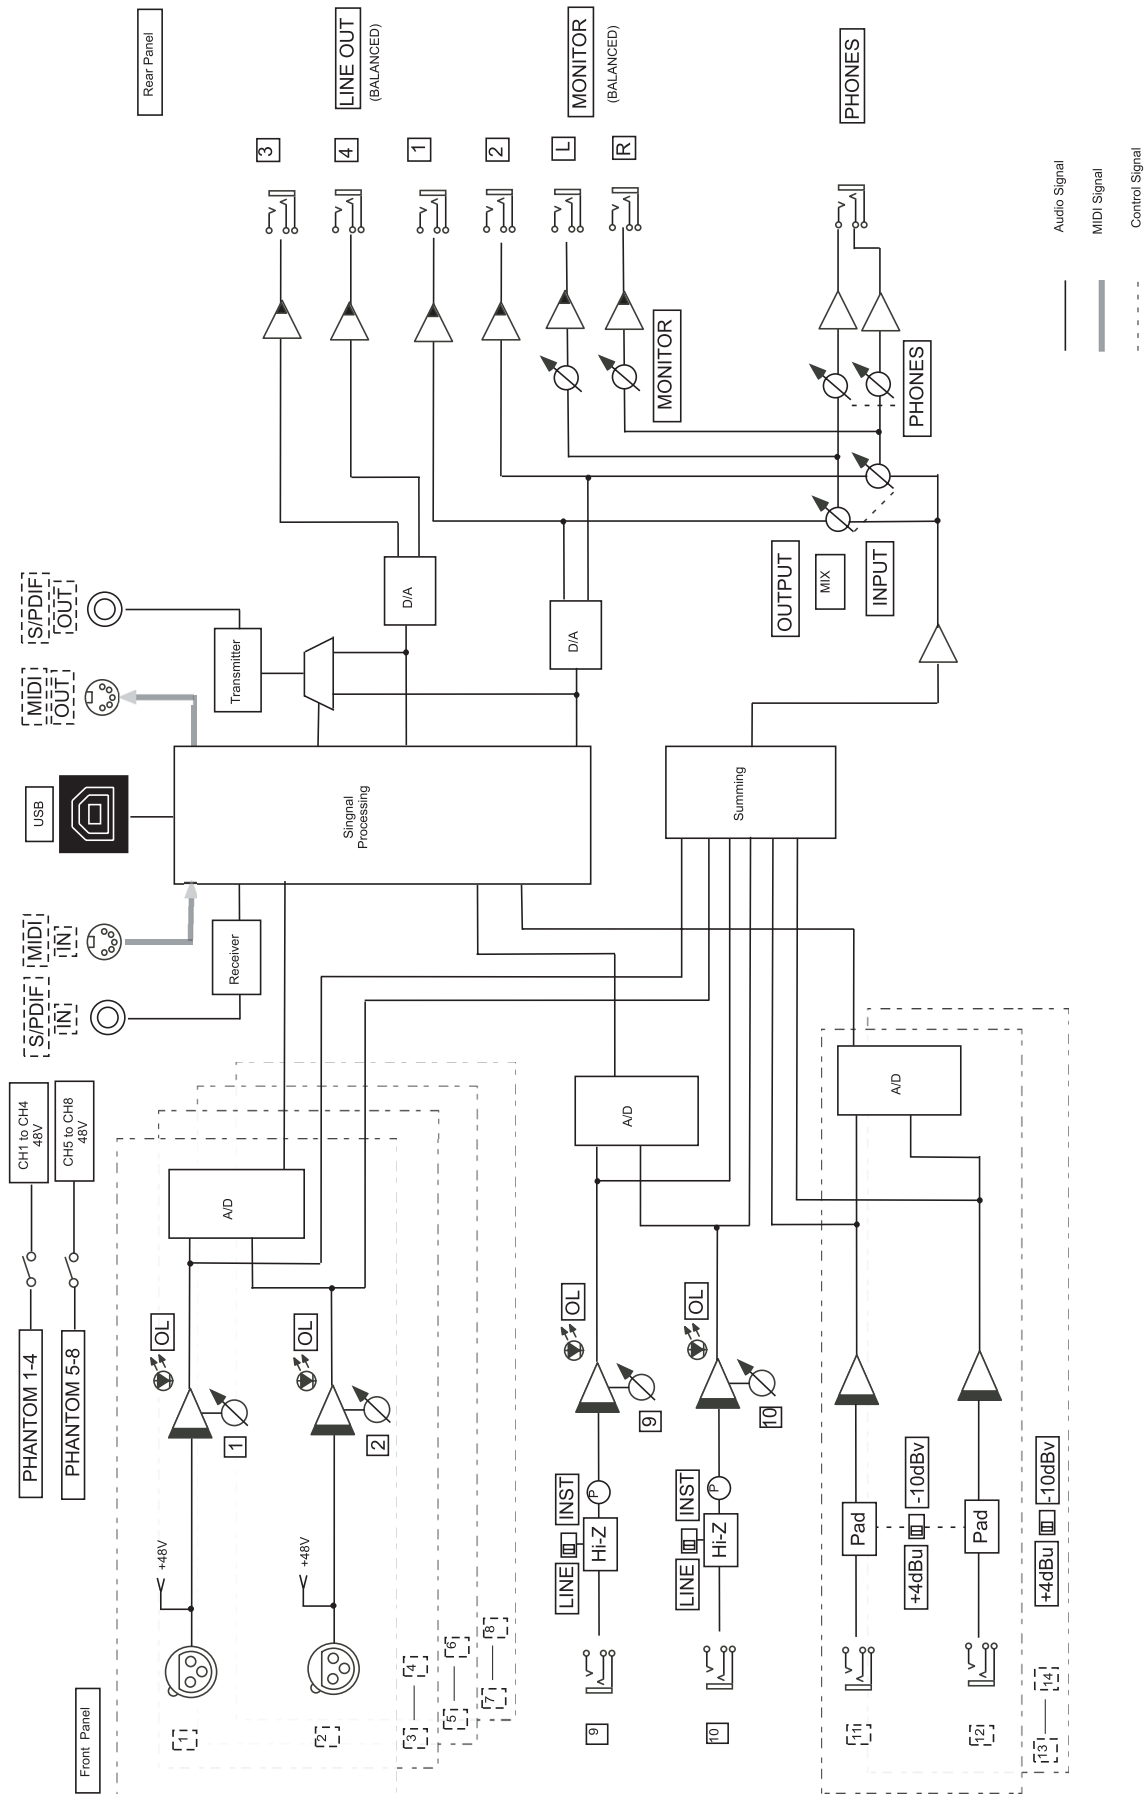 Front Panel
1
2
3
4
5
6
7
8
9
10
11
12
13
14
+48V
+48V
PHANTOM 1-4
PHANTOM 5-8
CH1 to CH4
48V
CH5 to CH8
48V
1
OL
2
OL
A/D
LINE
INST
Hi-Z
P
9
OL
LINE
INST
Hi-Z
P
10
OL
A/D
Pad
Pad
+4dBu
-10dBv
+4dBu
-10dBv
A/D
S/PDIF
IN
MIDI
IN
Receiver
USB
Singnal
Processing
Summing
MIDI
OUT
S/PDIF
OUT
Transmitter
D/A
D/A
OUTPUT
MIX
INPUT
MONITOR
PHONES
3
4
1
2
L
R
Rear Panel
LINE OUT
(BALANCED)
MONITOR
(BALANCED)
PHONES
Audio Signal
MIDI Signal
Control Signal